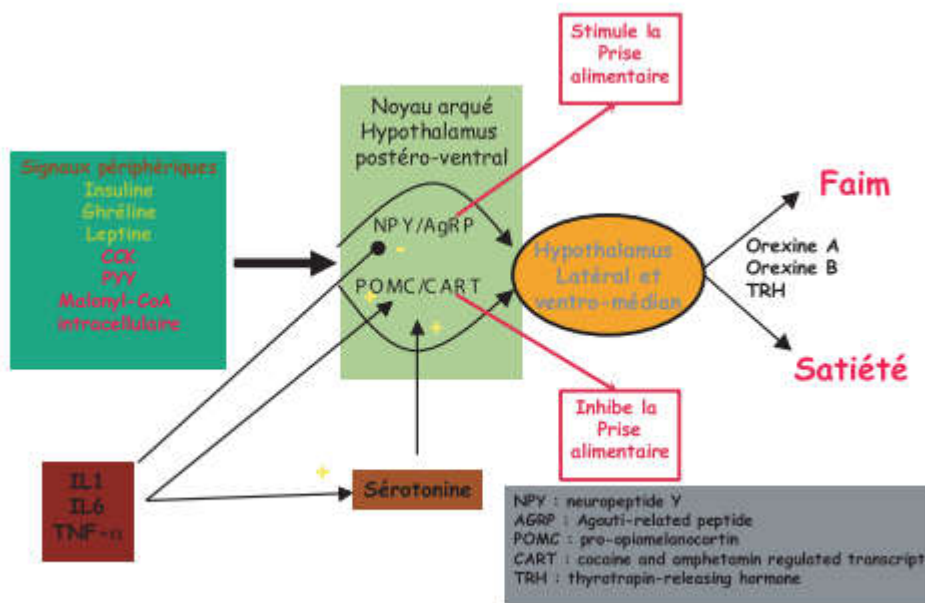 Stimule la
Prise
alimentaire
Noyau arqué
Hypothalamus
postéro-ventral
Signaux périphériques
Insuline
Ghréline
Leptine
CCK
PYY
Malonyl-CoA
intracellulaire
NPY/AgRP
-
POMC/CART
+
+
Hypothalamus
Latéral et
ventro-médian
Faim
Orexine A
Orexine B
TRH
Satiété
Inhibe la
Prise
alimentaire
IL1
IL6
TNF-α
+
Sérotonine
NPY : neuropeptide Y
AGRP : Agouti-related peptide
POMC : pro-opiomelanocortin
CART : cocaine and amphetamin regulated transcript
TRH : thyrotropin-releasing hormone